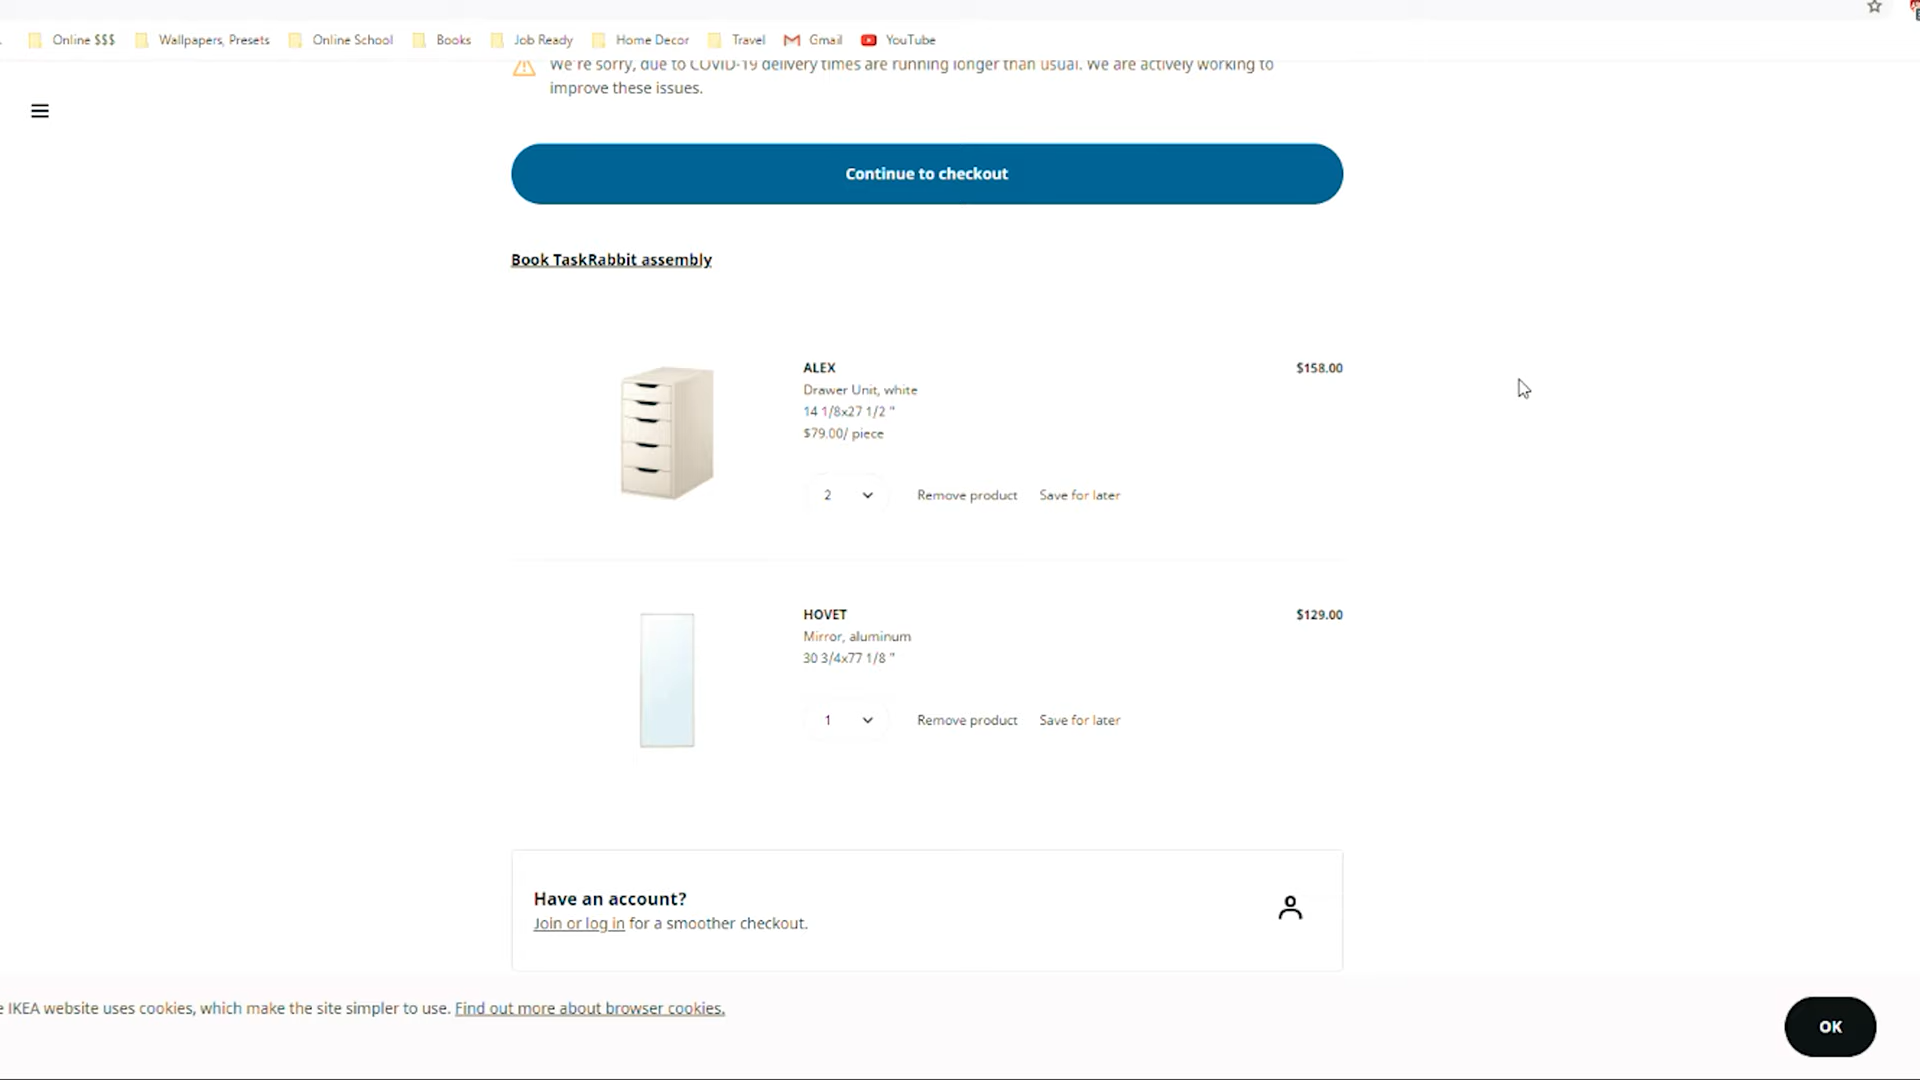 Online $$$ Wallpapers, Presets Online School Books Job Ready Home Decor Travel Gmail YouTube
We're sorry, due to COVID-19 delivery times are running longer than usual. We are actively working to
improve these issues.
Continue to checkout
Book TaskRabbit assembly
ALEX $158.00
Drawer Unit, white
14 1/8x27 1/2 "
$79.00/ piece
2 Remove product Save for later
HOVET $129.00
Mirror, aluminum
30 3/4x77 1/8 "
1 Remove product Save for later
Have an account?
Join or log in for a smoother checkout.
e IKEA website uses cookies, which make the site simpler to use. Find out more about browser cookies.
OK